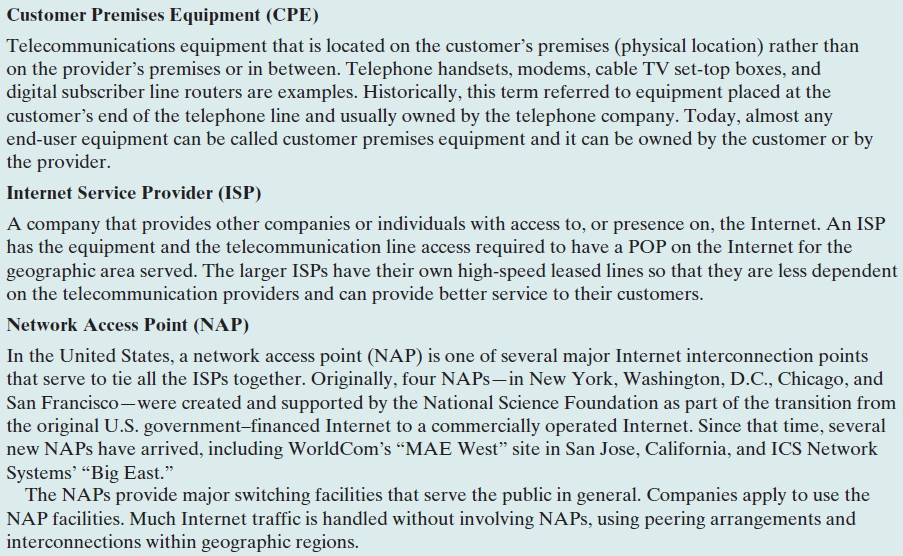 Customer Premises Equipment (CPE)
Telecommunications equipment that is located on the customer’s premises (physical location) rather than
on the provider’s premises or in between. Telephone handsets, modems, cable TV set-top boxes, and
digital subscriber line routers are examples. Historically, this term referred to equipment placed at the
customer’s end of the telephone line and usually owned by the telephone company. Today, almost any
end-user equipment can be called customer premises equipment and it can be owned by the customer or by
the provider.
Internet Service Provider (ISP)
A company that provides other companies or individuals with access to, or presence on, the Internet. An ISP
has the equipment and the telecommunication line access required to have a POP on the Internet for the
geographic area served. The larger ISPs have their own high-speed leased lines so that they are less dependent
on the telecommunication providers and can provide better service to their customers.
Network Access Point (NAP)
In the United States, a network access point (NAP) is one of several major Internet interconnection points
that serve to tie all the ISPs together. Originally, four NAPs—in New York, Washington, D.C., Chicago, and
San Francisco—were created and supported by the National Science Foundation as part of the transition from
the original U.S. government–financed Internet to a commercially operated Internet. Since that time, several
new NAPs have arrived, including WorldCom’s “MAE West” site in San Jose, California, and ICS Network
Systems’ “Big East.”
The NAPs provide major switching facilities that serve the public in general. Companies apply to use the
NAP facilities. Much Internet traffic is handled without involving NAPs, using peering arrangements and
interconnections within geographic regions.